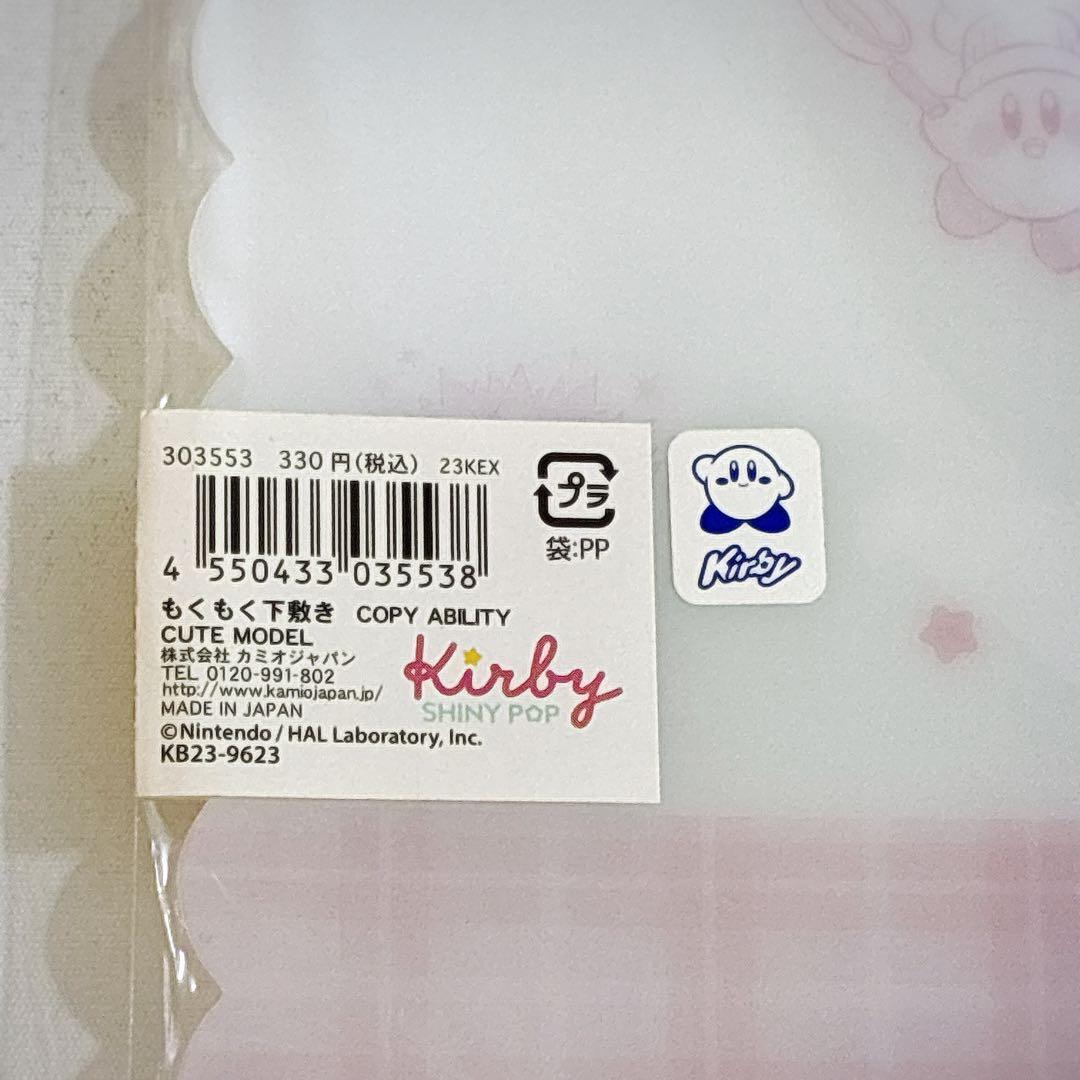 303553 330円(税込) 23KEX
4 550433 035538
プラ
袋:PP
もくもく下敷き COPY ABILITY
CUTE MODEL
株式会社 カミオジャパン
TEL 0120-991-802
http://www.kamiojapan.jp/
MADE IN JAPAN
©Nintendo / HAL Laboratory, Inc.
KB23-9623
Kirby
SHINY POP
Kirby